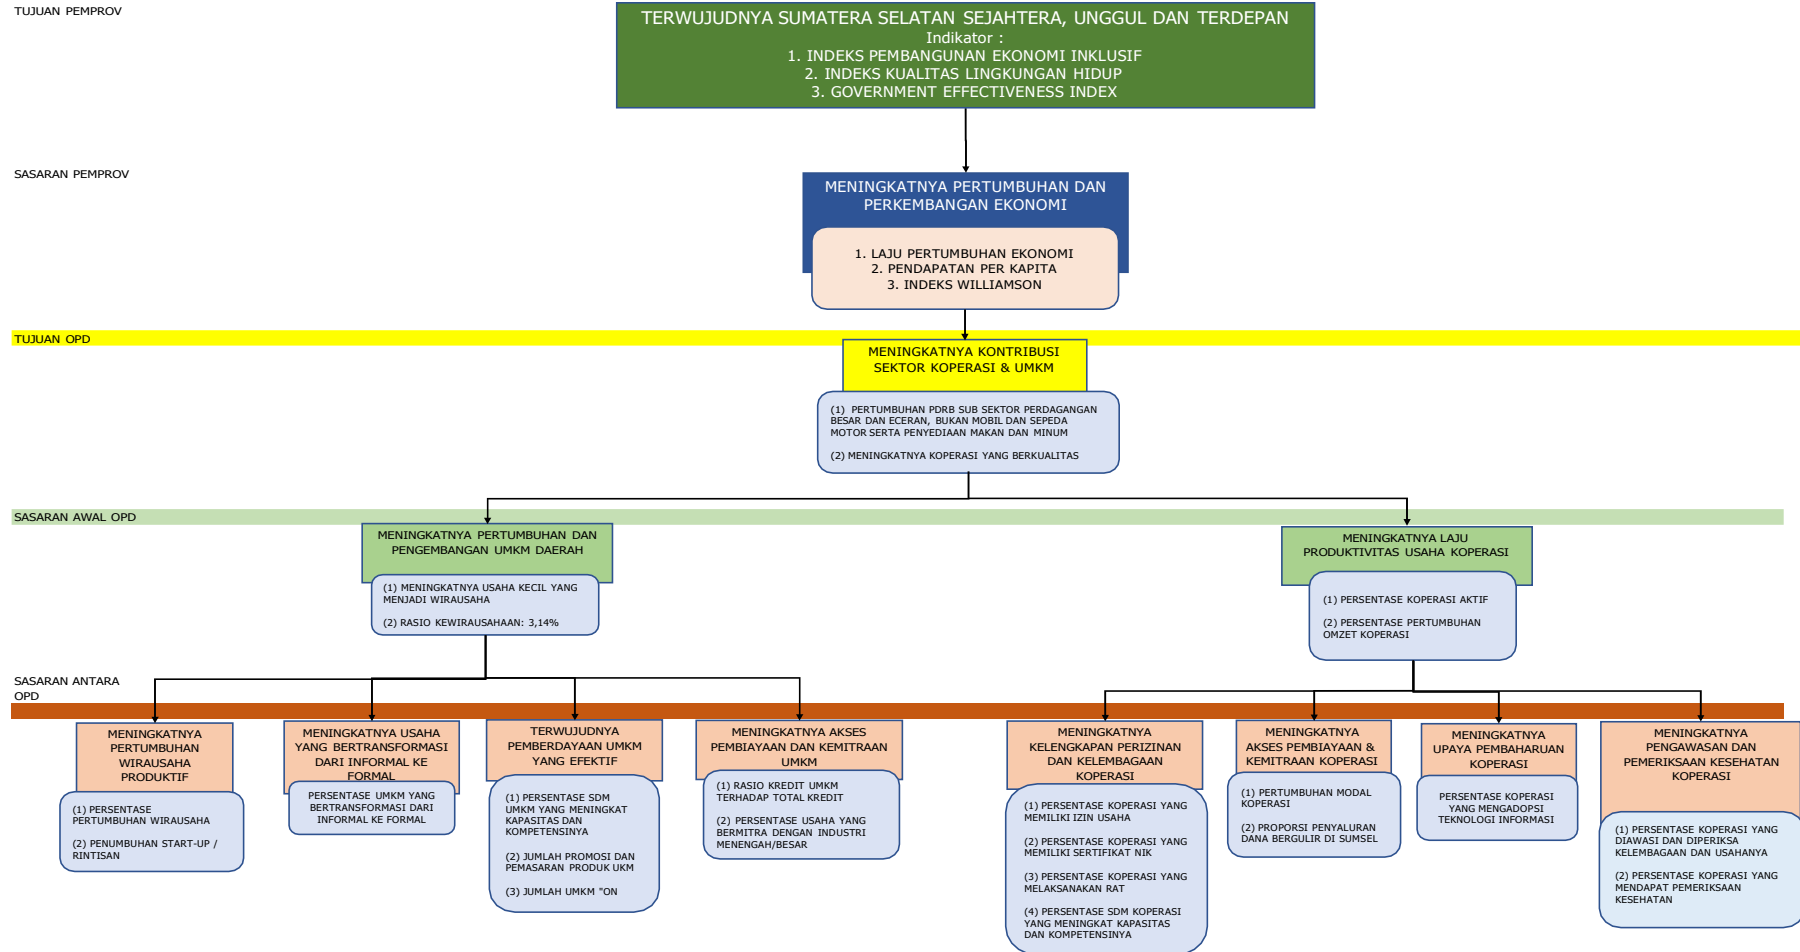 TUJUAN PEMPROV
TERWUJUDNYA SUMATERA SELATAN SEJAHTERA, UNGGUL DAN TERDEPAN
Indikator :
1. INDEKS PEMBANGUNAN EKONOMI INKLUSIF
2. INDEKS KUALITAS LINGKUNGAN HIDUP
3. GOVERNMENT EFFECTIVENESS INDEX
SASARAN PEMPROV
MENINGKATNYA PERTUMBUHAN DAN
PERKEMBANGAN EKONOMI
1. LAJU PERTUMBUHAN EKONOMI
2. PENDAPATAN PER KAPITA
3. INDEKS WILLIAMSON
TUJUAN OPD
MENINGKATNYA KONTRIBUSI
SEKTOR KOPERASI & UMKM
(1) PERTUMBUHAN PDRB SUB SEKTOR PERDAGANGAN
BESAR DAN ECERAN, BUKAN MOBIL DAN SEPEDA
MOTOR SERTA PENYEDIAAN MAKAN DAN MINUM
(2) MENINGKATNYA KOPERASI YANG BERKUALITAS
SASARAN AWAL OPD
MENINGKATNYA PERTUMBUHAN DAN
PENGEMBANGAN UMKM DAERAH
(1) MENINGKATNYA USAHA KECIL YANG
MENJADI WIRAUSAHA
(2) RASIO KEWIRAUSAHAAN: 3,14%
MENINGKATNYA LAJU
PRODUKTIVITAS USAHA KOPERASI
(1) PERSENTASE KOPERASI AKTIF
(2) PERSENTASE PERTUMBUHAN
OMZET KOPERASI
SASARAN ANTARA
OPD
MENINGKATNYA
PERTUMBUHAN
WIRAUSAHA
PRODUKTIF
(1) PERSENTASE
PERTUMBUHAN WIRAUSAHA
(2) PENUMBUHAN START-UP /
RINTISAN
MENINGKATNYA USAHA
YANG BERTRANSFORMASI
DARI INFORMAL KE
FORMAL
PERSENTASE UMKM YANG
BERTRANSFORMASI DARI
INFORMAL KE FORMAL
TERWUJUDNYA
PEMBERDAYAAN UMKM
YANG EFEKTIF
(1) PERSENTASE SDM
UMKM YANG MENINGKAT
KAPASITAS DAN
KOMPETENSINYA
(2) JUMLAH PROMOSI DAN
PEMASARAN PRODUK UKM
(3) JUMLAH UMKM "ON
MENINGKATNYA AKSES
PEMBIAYAAN DAN KEMITRAAN
UMKM
(1) RASIO KREDIT UMKM
TERHADAP TOTAL KREDIT
(2) PERSENTASE USAHA YANG
BERMITRA DENGAN INDUSTRI
MENENGAH/BESAR
MENINGKATNYA
KELENGKAPAN PERIZINAN
DAN KELEMBAGAAN
KOPERASI
(1) PERSENTASE KOPERASI YANG
MEMILIKI IZIN USAHA
(2) PERSENTASE KOPERASI YANG
MEMILIKI SERTIFIKAT NIK
(3) PERSENTASE KOPERASI YANG
MELAKSANAKAN RAT
(4) PERSENTASE SDM KOPERASI
YANG MENINGKAT KAPASITAS
DAN KOMPETENSINYA
MENINGKATNYA
AKSES PEMBIAYAAN &
KEMITRAAN KOPERASI
(1) PERTUMBUHAN MODAL
KOPERASI
(2) PROPORSI PENYALURAN
DANA BERGULIR DI SUMSEL
MENINGKATNYA
UPAYA PEMBAHARUAN
KOPERASI
PERSENTASE KOPERASI
YANG MENGADOPSI
TEKNOLOGI INFORMASI
MENINGKATNYA
PENGAWASAN DAN
PEMERIKSAAN KESEHATAN
KOPERASI
(1) PERSENTASE KOPERASI YANG
DIAWASI DAN DIPERIKSA
KELEMBAGAAN DAN USAHANYA
(2) PERSENTASE KOPERASI YANG
MENDAPAT PEMERIKSAAN
KESEHATAN